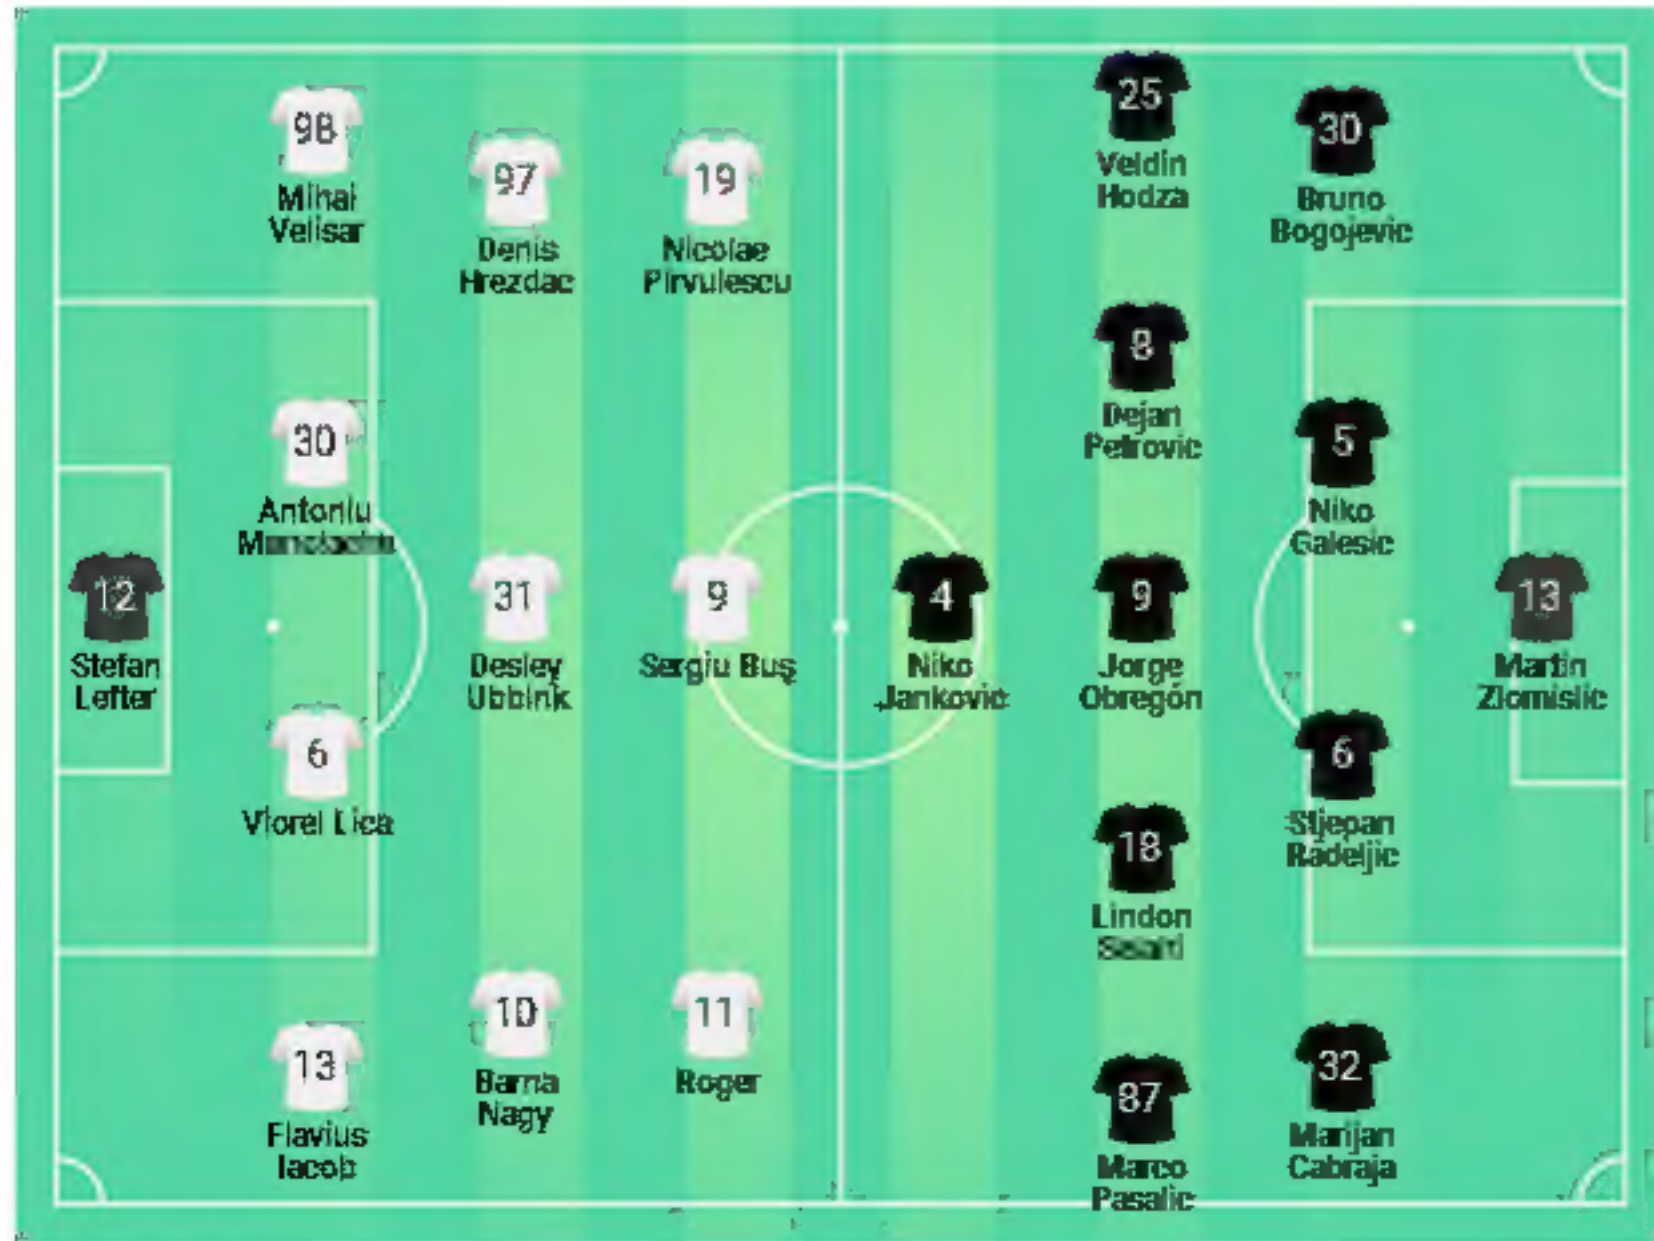 98
Mihai
Velisar
30
Antoniu
12
Stefan
Lefter
6
Viorel Lica
13
Flavius
Iacob
97
Denis
Hrezdac
31
Desley
Ubbink
10
Barna
Nagy
19
Nicolae
Pirvulescu
9
Sergiu Buș
11
Roger
4
Niko
Jankovic
25
Veldin
Hodza
8
Dejan
Petrovic
9
Jorge
Obregón
18
Lindon
87
Marco
Pasalic
30
Bruno
Bogojevic
5
Niko
Galesic
6
Stjepan
Radeljic
32
Marijan
Cabraja
13
Martin
Zlomislic